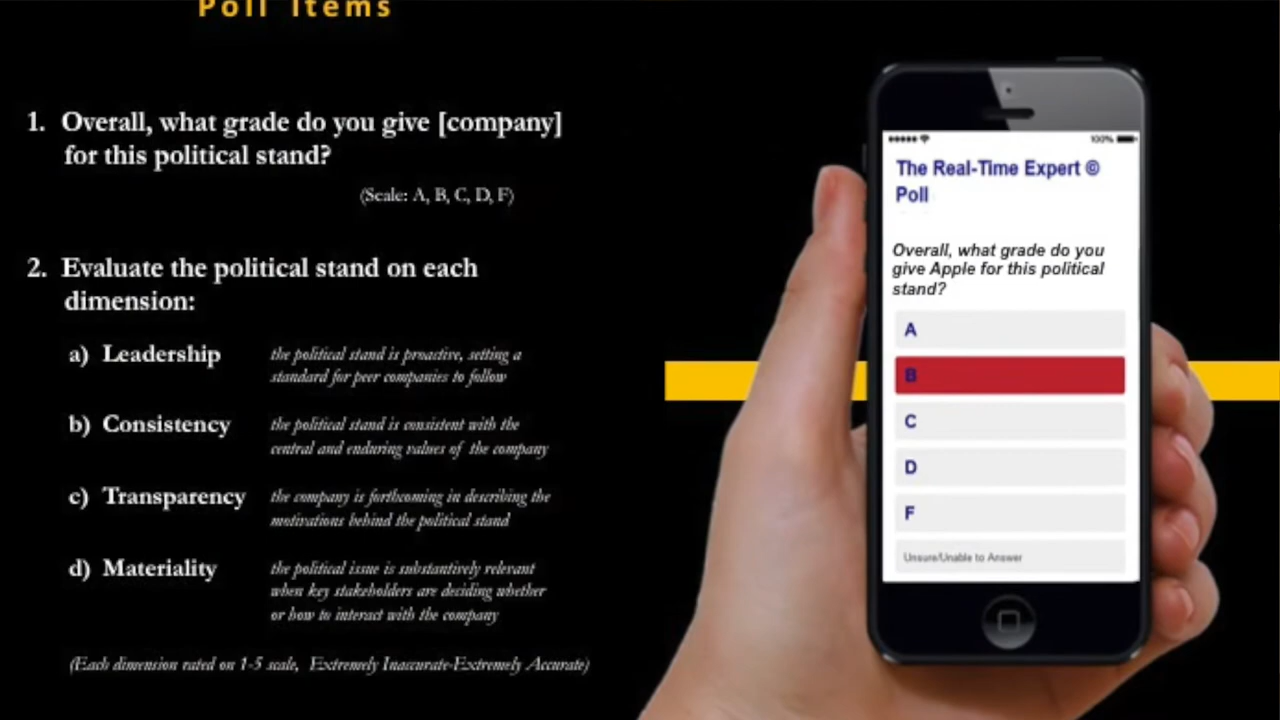 Poll Items
1. Overall, what grade do you give [company]
for this political stand?
(Scale: A, B, C, D, F)
2. Evaluate the political stand on each
dimension:
a) Leadership
the political stand is proactive, setting a
standard for peer companies to follow
b) Consistency
the political stand is consistent with the
central and enduring values of the company
c) Transparency
the company is forthcoming in describing the
motivations behind the political stand
d) Materiality
the political issue is substantively relevant
when key stakeholders are deciding whether
or how to interact with the company
(Each dimension rated on 1-5 scale, Extremely Inaccurate-Extremely Accurate)
100%
The Real-Time Expert ©
Poll
Overall, what grade do you
give Apple for this political
stand?
A
B
C
D
F
Unsure/Unable to Answer